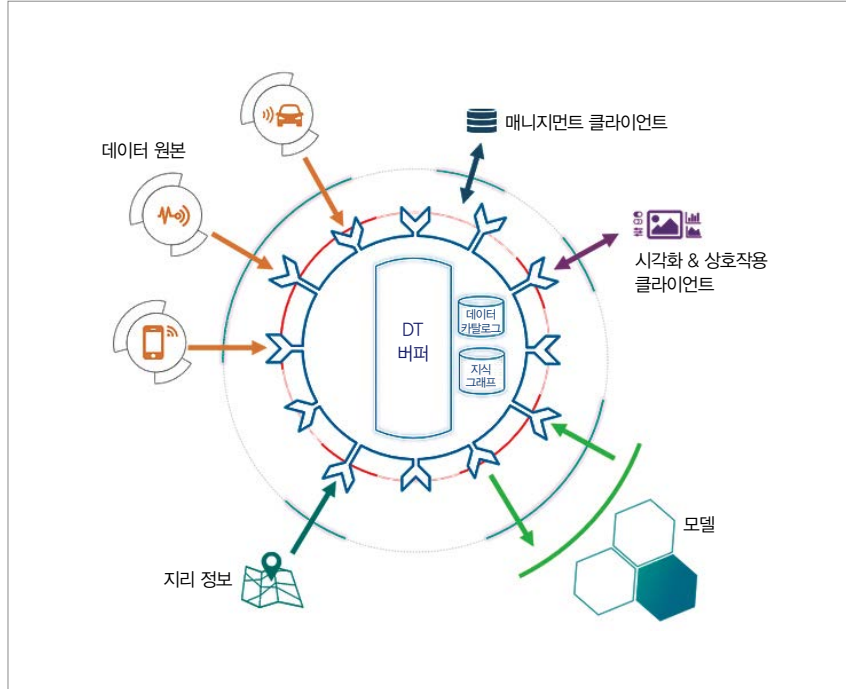 데이터 원본
매니지먼트 클라이언트
시각화 & 상호작용
클라이언트
DT
버퍼
데이터
카탈로그
지식
그래프
모델
지리 정보